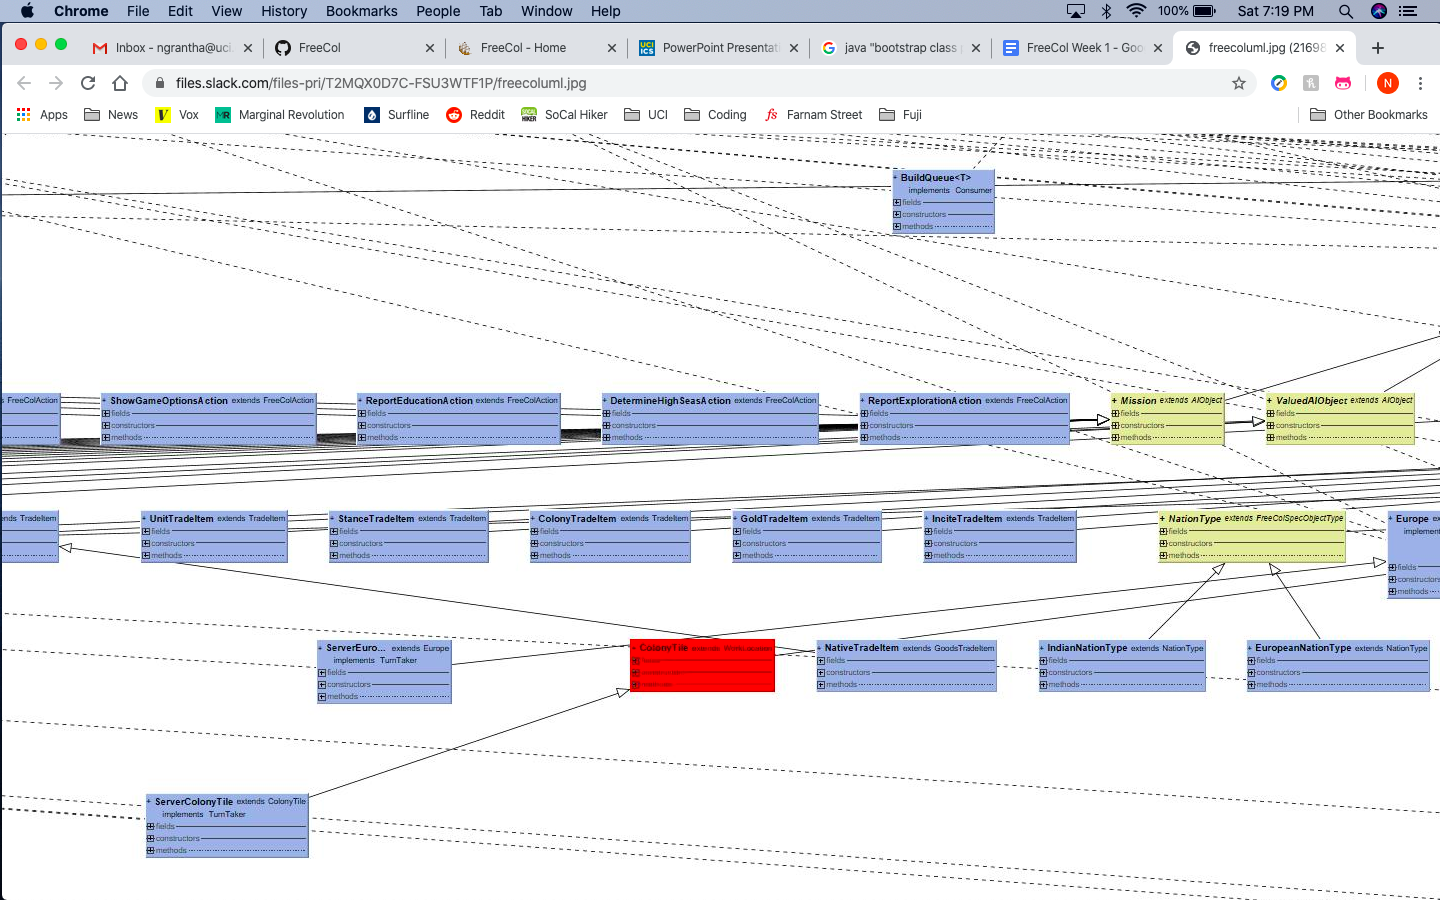 Chrome File Edit View History Bookmarks People Tab Window Help 100% Sat 7:19 PM
Inbox - ngrantha@uci. FreeCol FreeCol - Home PowerPoint Presentat java "bootstrap class FreeCol Week 1 - Goo freecoluml.jpg (21698
files.slack.com/files-pri/T2MQX0D7C-FSU3WTF1P/freecoluml.jpg N
Apps News Vox Marginal Revolution Surfline Reddit SoCal Hiker UCI Coding Farnam Street Fuji Other Bookmarks
+ BuildQueue<T>
implements Consumer
fields
constructors
methods
s FreeColAction
+ ShowGameOptionsAction extends FreeColAction
fields
constructors
methods
+ ReportEducationAction extends FreeColAction
fields
constructors
methods
+ DetermineHighSeasAction extends FreeColAction
fields
constructors
methods
+ ReportExplorationAction extends FreeColAction
fields
constructors
methods
+ Mission extends AIObject
fields
constructors
methods
+ ValuedAIObject extends AIObject
fields
constructors
methods
ends TradeItem
+ UnitTradeItem extends TradeItem
fields
constructors
methods
+ StanceTradeItem extends TradeItem
fields
constructors
methods
+ ColonyTradeItem extends TradeItem
fields
constructors
methods
+ GoldTradeItem extends TradeItem
fields
constructors
methods
+ InciteTradeItem extends TradeItem
fields
constructors
methods
+ NationType extends FreeColSpecObjectType
fields
constructors
methods
+ Europe ex
implement
fields
constructors
methods
+ ServerEuro... extends Europe
implements TurnTaker
fields
constructors
methods
+ ColonyTile extends WorkLocation
+ NativeTradeItem extends GoodsTradeItem
fields
constructors
methods
+ IndianNationType extends NationType
fields
constructors
methods
+ EuropeanNationType extends NationType
fields
constructors
methods
+ ServerColonyTile extends ColonyTile
implements TurnTaker
fields
constructors
methods